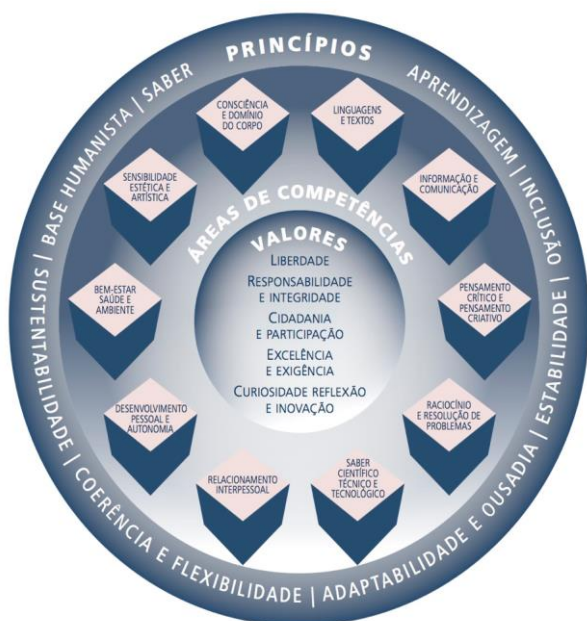 PRINCÍPIOS
APRENDIZAGEM | INCLUSÃO | ESTABILIDADE | ADAPTABILIDADE E OUSADIA | COERÊNCIA E FLEXIBILIDADE | SUSTENTABILIDADE | BASE HUMANISTA | SABER
ÁREAS DE COMPETÊNCIAS
LINGUAGENS
E TEXTOS
INFORMAÇÃO E
COMUNICAÇÃO
PENSAMENTO
CRÍTICO E
PENSAMENTO
CRIATIVO
RACIOCÍNIO
E RESOLUÇÃO DE
PROBLEMAS
SABER
CIENTÍFICO
TÉCNICO E
TECNOLÓGICO
RELACIONAMENTO
INTERPESSOAL
DESENVOLVIMENTO
PESSOAL E
AUTONOMIA
BEM-ESTAR
SAÚDE E
AMBIENTE
SENSIBILIDADE
ESTÉTICA E
ARTÍSTICA
CONSCIÊNCIA
E DOMÍNIO
DO CORPO
VALORES
LIBERDADE
RESPONSABILIDADE
E INTEGRIDADE
CIDADANIA
E PARTICIPAÇÃO
EXCELÊNCIA
E EXIGÊNCIA
CURIOSIDADE REFLEXÃO
E INOVAÇÃO